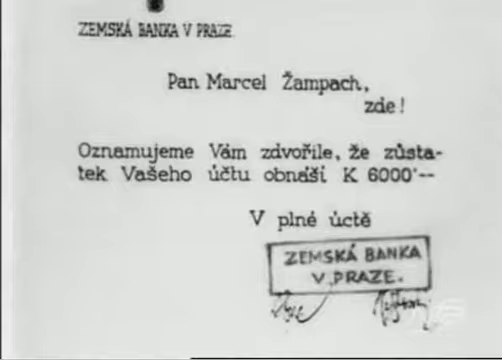 ZEMSKÁ BANKA V PRAZE.
Pan Marcel Žampach,
zde!
Oznamujeme Vám zdvořile, že zůsta-
tek Vašeho účtu obnáší K 6000'--
V plné úctě
ZEMSKÁ BANKA
V PRAZE.